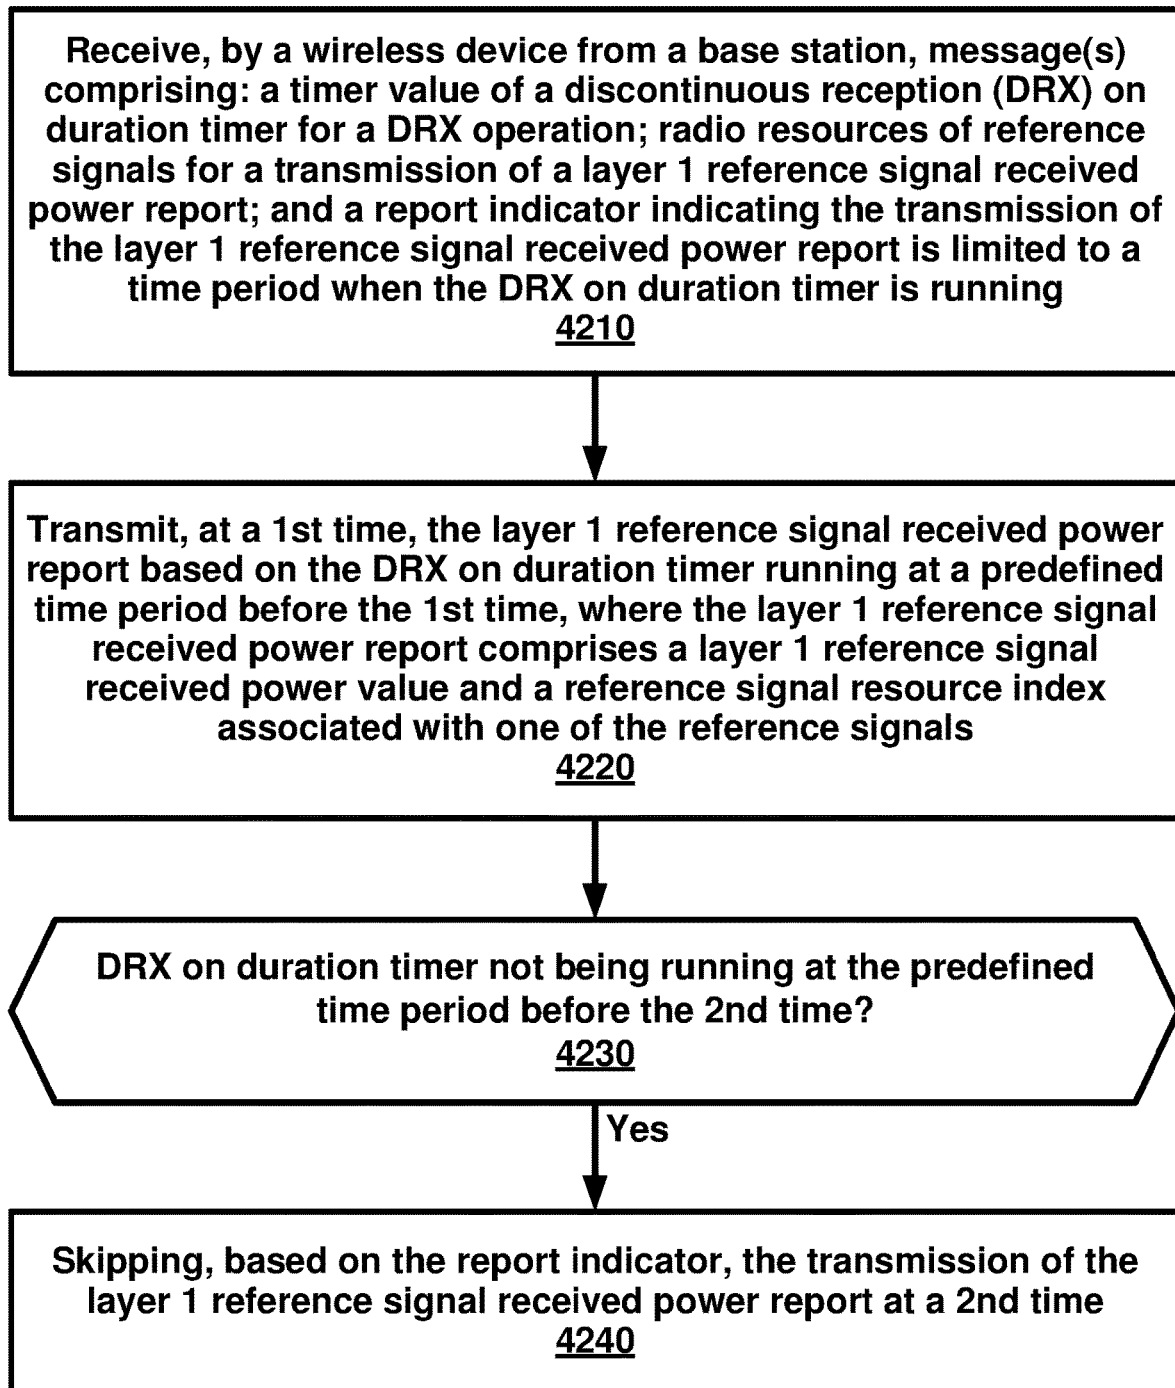 Receive, by a wireless device from a base station, message(s)
comprising: a timer value of a discontinuous reception (DRX) on
duration timer for a DRX operation; radio resources of reference
signals for a transmission of a layer 1 reference signal received
power report; and a report indicator indicating the transmission of
the layer 1 reference signal received power report is limited to a
time period when the DRX on duration timer is running
4210
Transmit, at a 1st time, the layer 1 reference signal received power
report based on the DRX on duration timer running at a predefined
time period before the 1st time, where the layer 1 reference signal
received power report comprises a layer 1 reference signal
received power value and a reference signal resource index
associated with one of the reference signals
4220
DRX on duration timer not being running at the predefined
time period before the 2nd time?
4230
Yes
Skipping, based on the report indicator, the transmission of the
layer 1 reference signal received power report at a 2nd time
4240